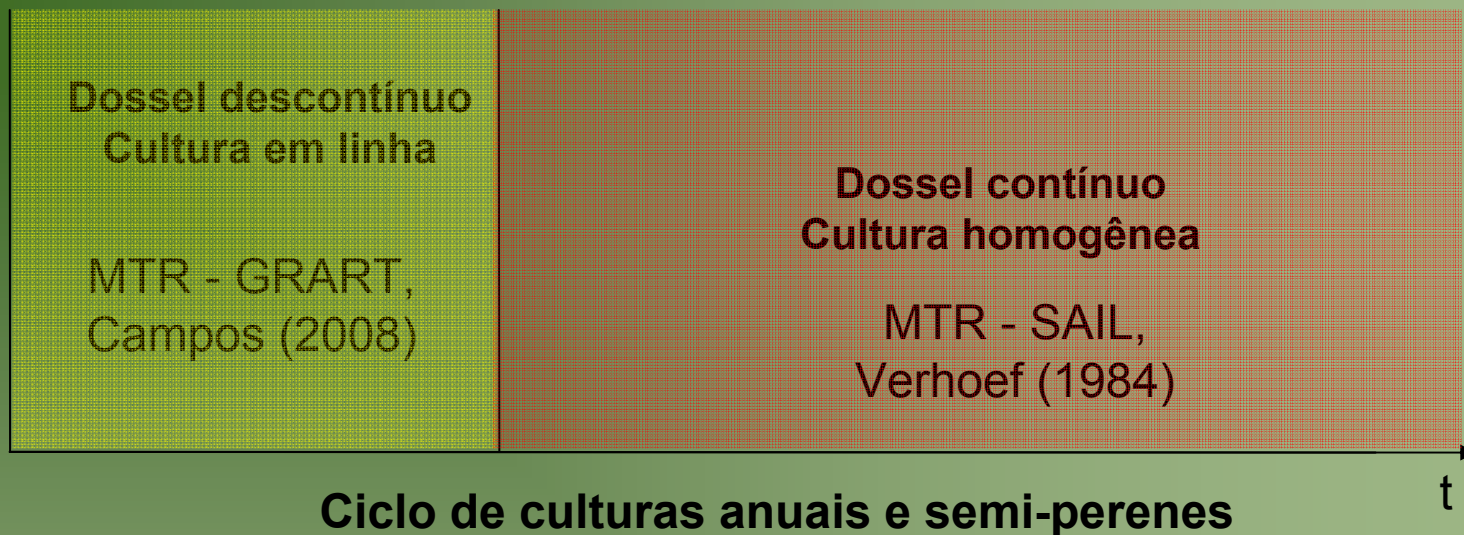 Dossel descontínuo
Cultura em linha
MTR - GRART,
Campos (2008)
Dossel contínuo
Cultura homogênea
MTR - SAIL,
Verhoef (1984)
t
Ciclo de culturas anuais e semi-perenes